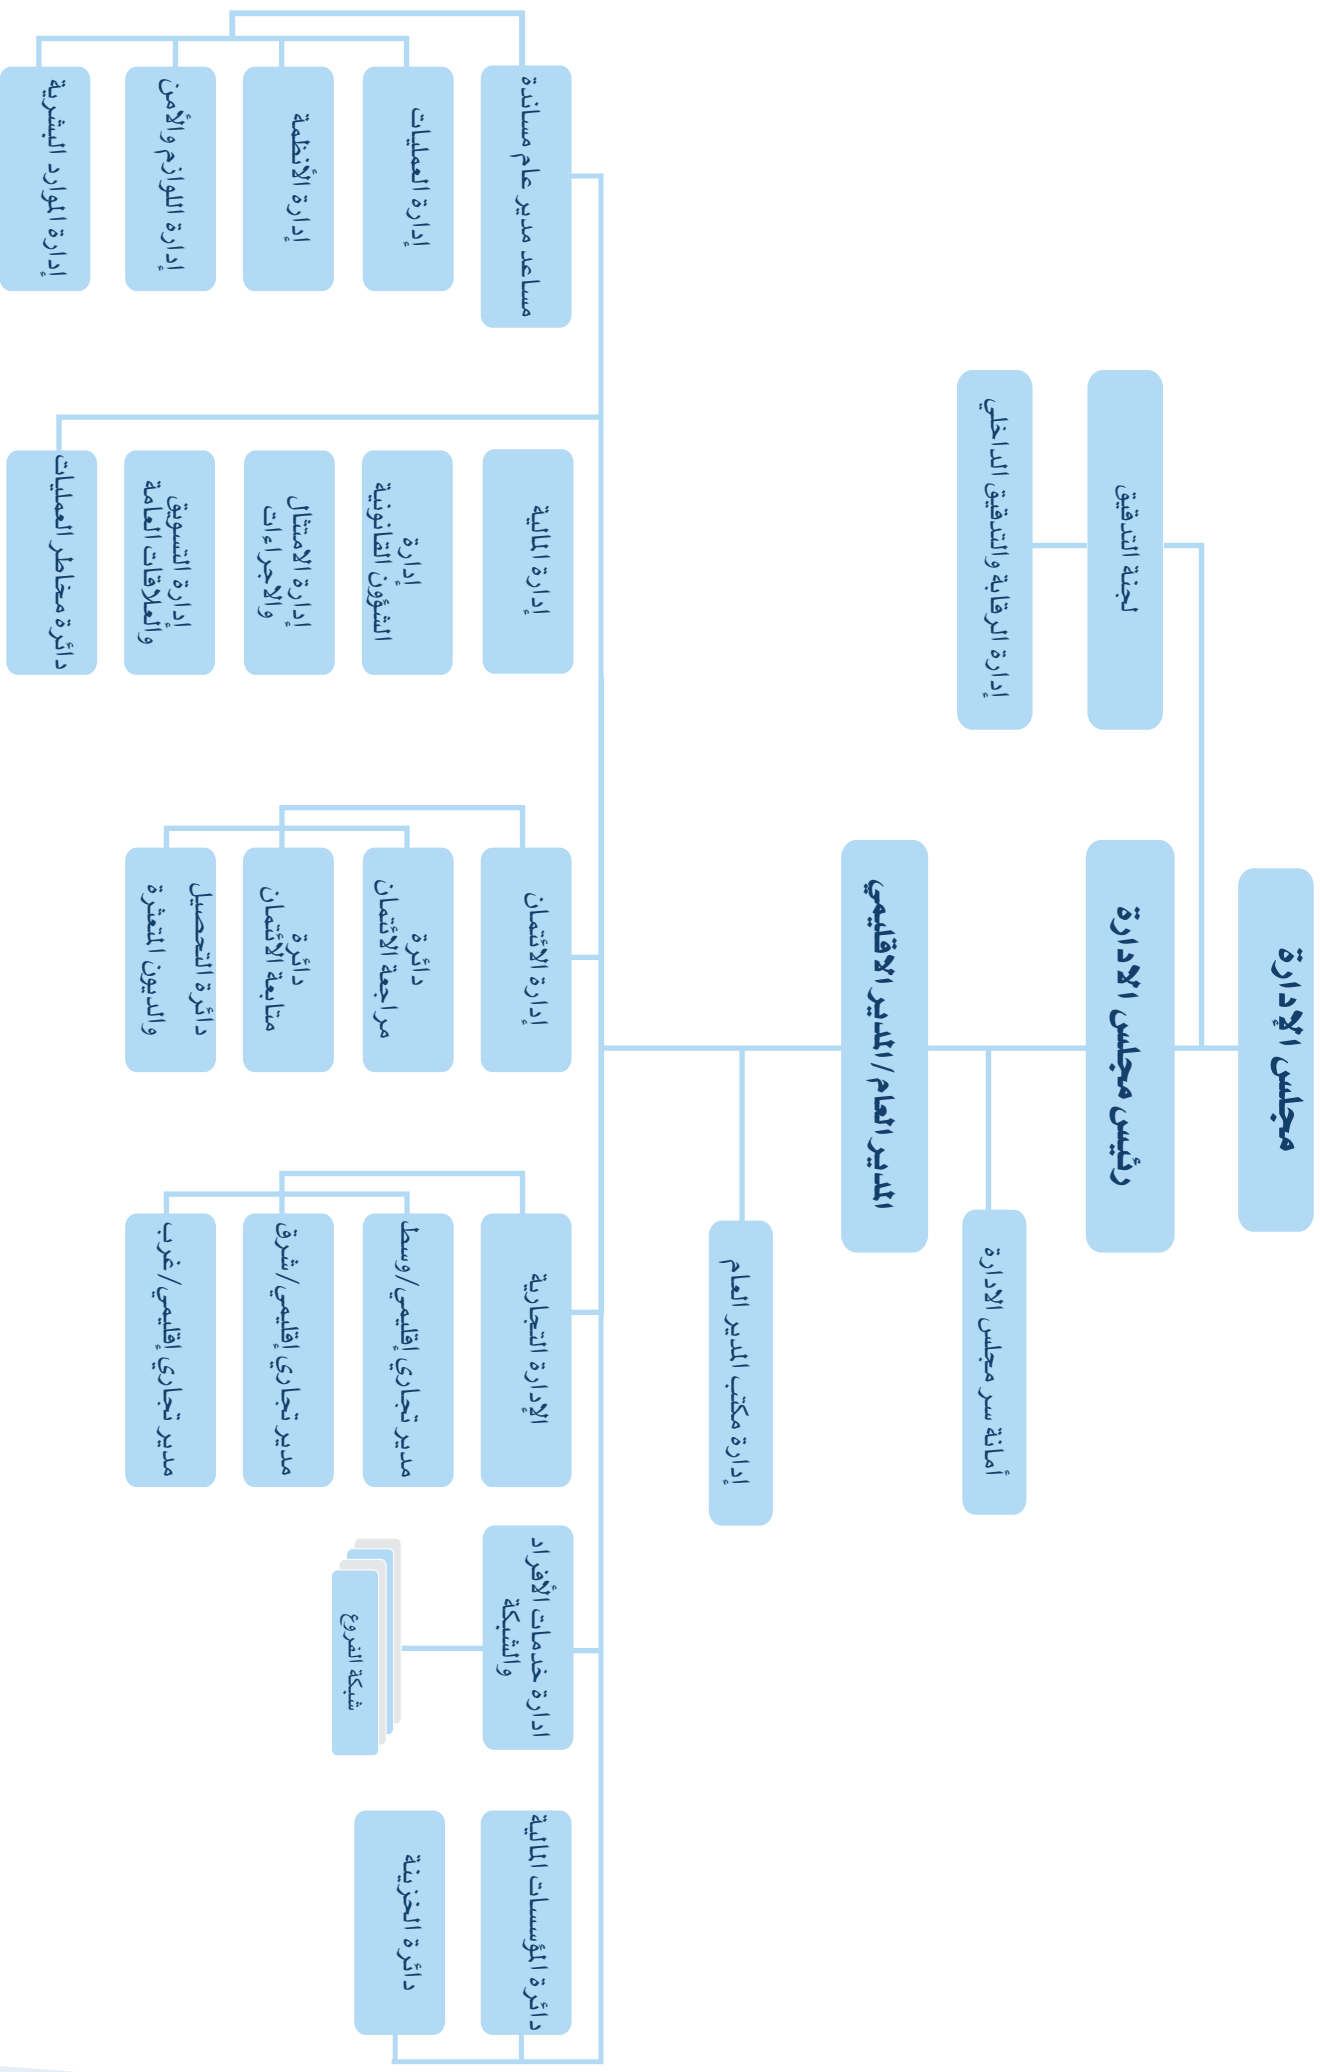 مجلس الإدارة
رئيس مجلس الادارة
لجنة التدقيق
إدارة الرقابة والتدقيق الداخلي
أمانة سر مجلس الادارة
المدير العام/المدير الاقليمي
إدارة مكتب المدير العام
مساعد مدير عام مساندة
إدارة العمليات
إدارة الأنظمة
إدارة اللوازم والأمن
إدارة الموارد البشرية
إدارة المالية
إدارة
الشؤون القانونية
إدارة الامتثال
والاجراءات
إدارة التسويق
والعلاقات العامة
دائرة مخاطر العمليات
إدارة الائتمان
دائرة
مراجعة الائتمان
دائرة
متابعة الائتمان
دائرة التحصيل
والديون المتعثرة
الإدارة التجارية
مدير تجاري إقليمي/وسط
مدير تجاري إقليمي/شرق
مدير تجاري إقليمي/غرب
ادارة خدمات الأفراد
والشبكة
شبكة الفروع
دائرة المؤسسات المالية
دائرة الخزينة